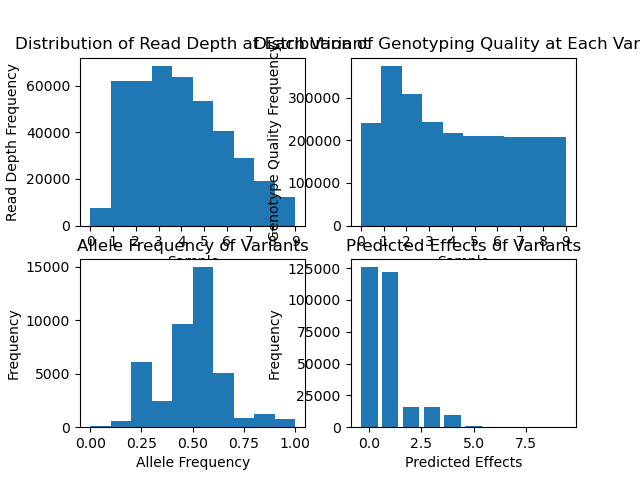 Distribution of Read Depth at Each Variant
Read Depth Frequency
60000
40000
20000
0
0 1 2 3 4 5 6 7 8 9
Sample
Distribution of Genotyping Quality at Each Var
Genotype Quality Frequency
300000
200000
100000
0
0 1 2 3 4 5 6 7 8 9
Sample
Allele Frequency of Variants
Frequency
15000
10000
5000
0
0.00 0.25 0.50 0.75 1.00
Allele Frequency
Predicted Effects of Variants
Frequency
125000
100000
75000
50000
25000
0
0.0 2.5 5.0 7.5
Predicted Effects